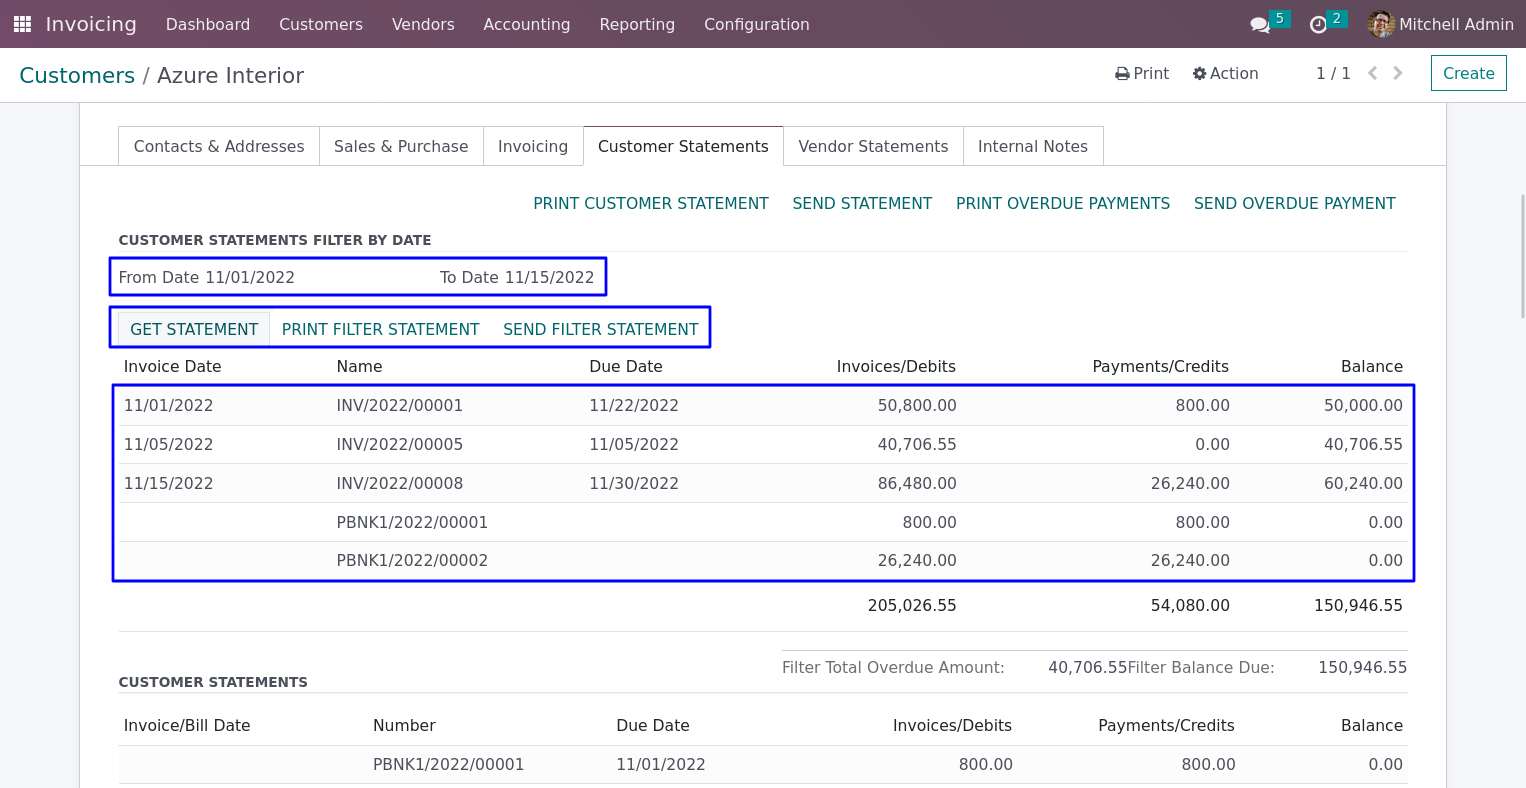 Invoicing Dashboard Customers Vendors Accounting Reporting Configuration 5 2 Mitchell Admin
Customers / Azure Interior Print Action 1 / 1 Create
Contacts & Addresses Sales & Purchase Invoicing Customer Statements Vendor Statements Internal Notes
PRINT CUSTOMER STATEMENT SEND STATEMENT PRINT OVERDUE PAYMENTS SEND OVERDUE PAYMENT
CUSTOMER STATEMENTS FILTER BY DATE
From Date 11/01/2022 To Date 11/15/2022
GET STATEMENT PRINT FILTER STATEMENT SEND FILTER STATEMENT
Invoice Date Name Due Date Invoices/Debits Payments/Credits Balance
11/01/2022 INV/2022/00001 11/22/2022 50,800.00 800.00 50,000.00
11/05/2022 INV/2022/00005 11/05/2022 40,706.55 0.00 40,706.55
11/15/2022 INV/2022/00008 11/30/2022 86,480.00 26,240.00 60,240.00
PBNK1/2022/00001 800.00 800.00 0.00
PBNK1/2022/00002 26,240.00 26,240.00 0.00
205,026.55 54,080.00 150,946.55
Filter Total Overdue Amount: 40,706.55 Filter Balance Due: 150,946.55
CUSTOMER STATEMENTS
Invoice/Bill Date Number Due Date Invoices/Debits Payments/Credits Balance
PBNK1/2022/00001 11/01/2022 800.00 800.00 0.00